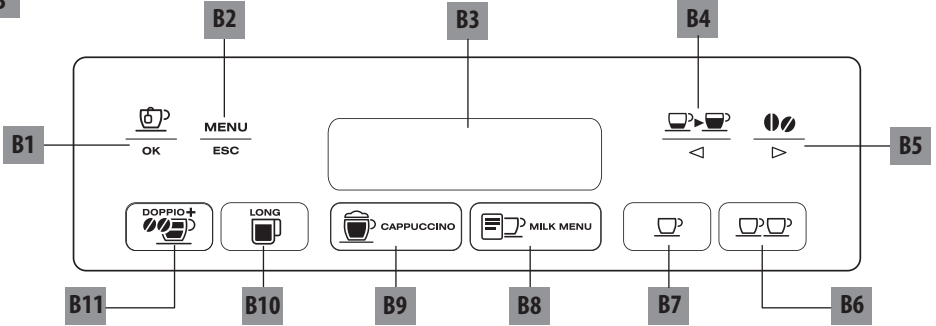 B2 B3 B4
MENU
B1 OK ESC B5
DOPPIO+ LONG
CAPPUCCINO MILK MENU
B11 B10 B9 B8 B7 B6